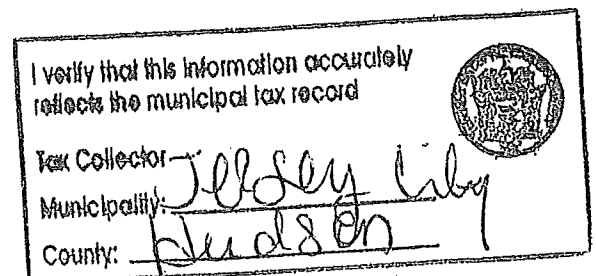 I verify that this information accurately
reflects the municipal tax record
Tax Collector
Municipality: Jersey City
County: Hudson